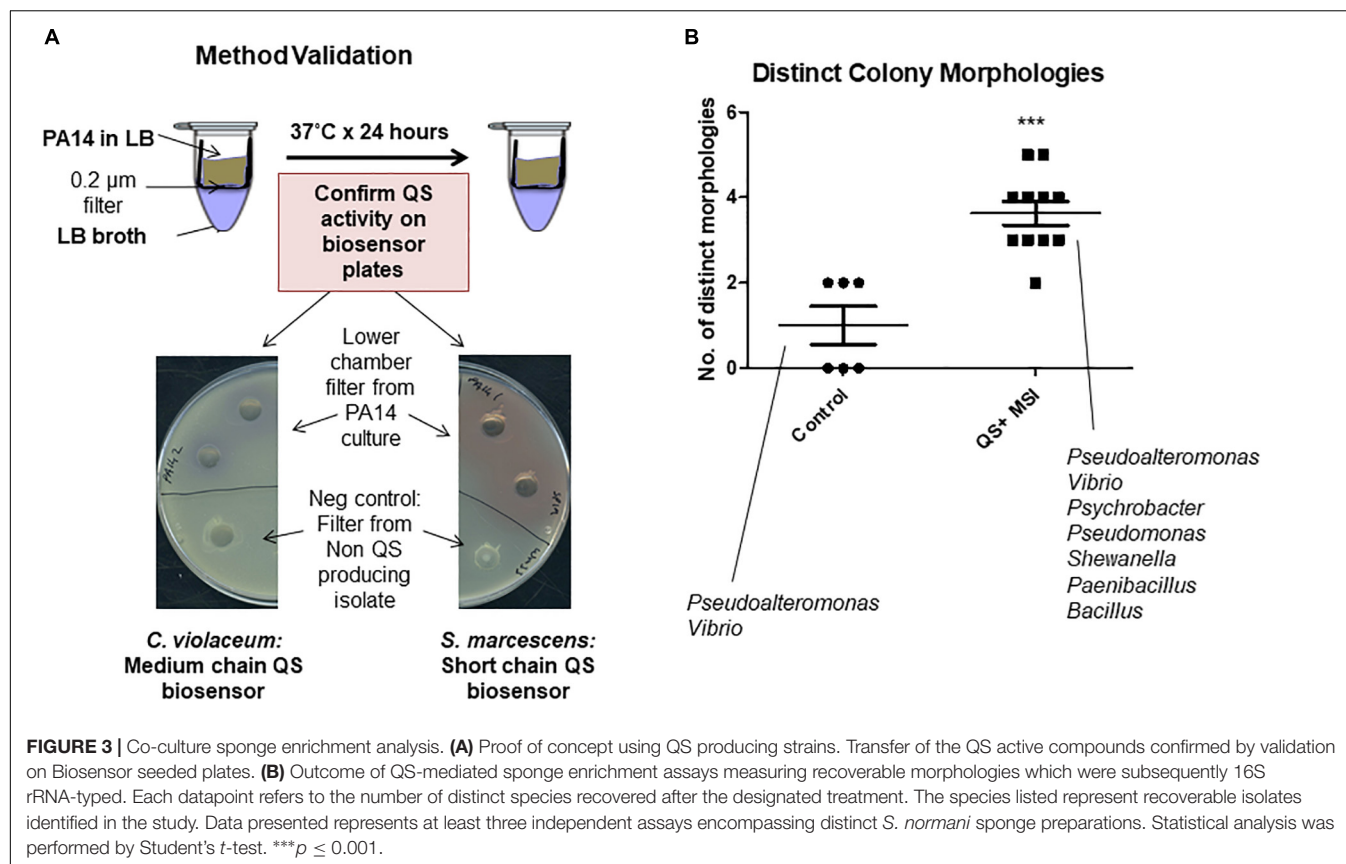 A
Method Validation
PA14 in LB
0.2 µm
filter
LB broth
37°C x 24 hours
Confirm QS
activity on
biosensor
plates
Lower
chamber
filter from
PA14
culture
Neg control:
Filter from
Non QS
producing
isolate
PA14 2
PA14 1
C. violaceum:
Medium chain QS
biosensor
S. marcescens:
Short chain QS
biosensor
B
Distinct Colony Morphologies
No. of distinct morphologies
6
4
2
0
***
Control
QS+ MSI
Pseudoalteromonas
Vibrio
Pseudoalteromonas
Vibrio
Psychrobacter
Pseudomonas
Shewanella
Paenibacillus
Bacillus
FIGURE 3 | Co-culture sponge enrichment analysis. (A) Proof of concept using QS producing strains. Transfer of the QS active compounds confirmed by validation
on Biosensor seeded plates. (B) Outcome of QS-mediated sponge enrichment assays measuring recoverable morphologies which were subsequently 16S
rRNA-typed. Each datapoint refers to the number of distinct species recovered after the designated treatment. The species listed represent recoverable isolates
identified in the study. Data presented represents at least three independent assays encompassing distinct S. normani sponge preparations. Statistical analysis was
performed by Student's t-test. ***p ≤ 0.001.